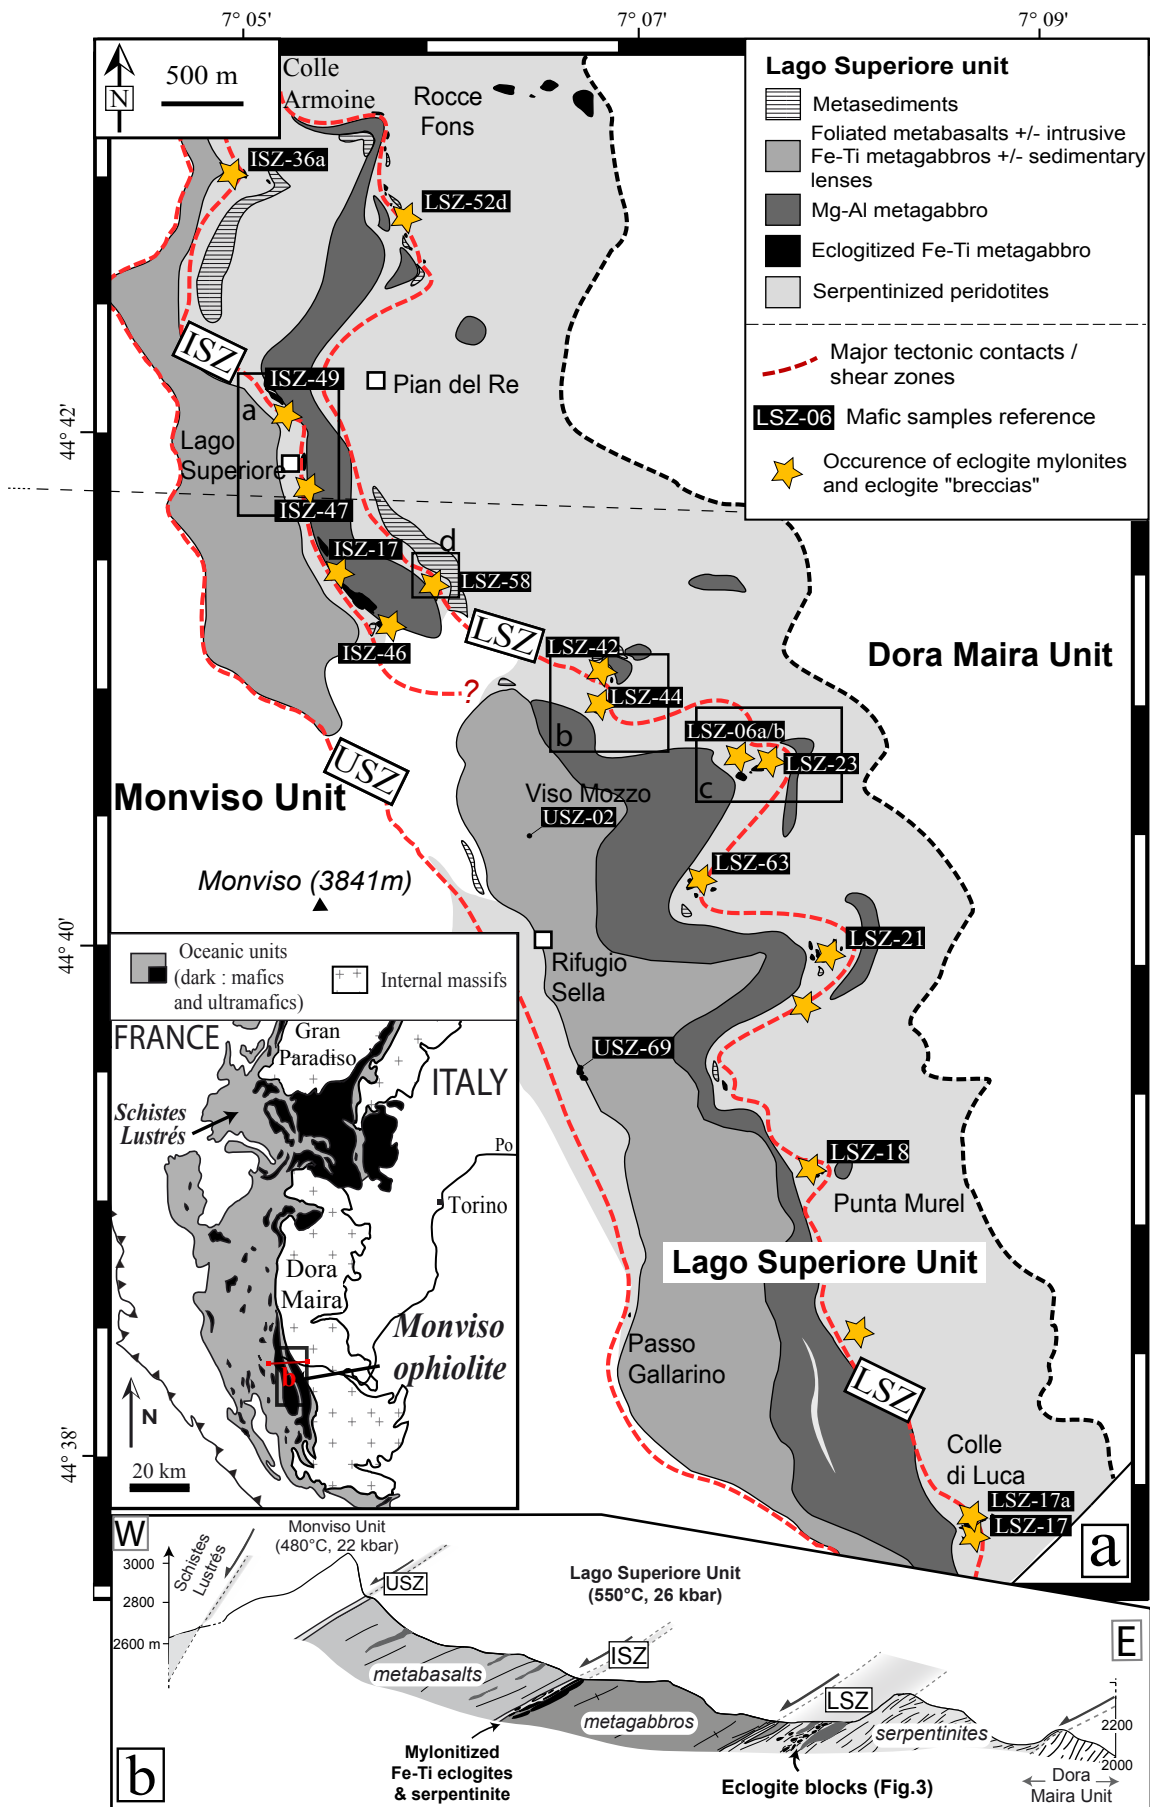 7° 05'
7° 07'
7° 09'
500 m
N
Colle
Armoine
Rocce
Fons
Lago Superiore unit
Metasediments
Foliated metabasalts +/- intrusive
Fe-Ti metagabbros +/- sedimentary
lenses
Mg-Al metagabbro
Eclogitized Fe-Ti metagabbro
Serpentinized peridotites
Major tectonic contacts /
shear zones
LSZ-06
Mafic samples reference
Occurence of eclogite mylonites
and eclogite "breccias"
ISZ-36a
LSZ-52d
ISZ
ISZ-49
Pian del Re
a
44° 42'
Lago
Superiore
ISZ-47
ISZ-17
d
LSZ-58
LSZ
ISZ-46
LSZ-42
Dora Maira Unit
?
LSZ-44
LSZ-06a/b
b
USZ
LSZ-23
c
Monviso Unit
Viso Mozzo
USZ-02
LSZ-63
Monviso (3841m)
44° 40'
LSZ-21
Rifugio
Sella
Oceanic units
(dark : mafics
and ultramafics)
Internal massifs
FRANCE
Gran
Paradiso
ITALY
USZ-69
Schistes
Lustrés
Po
LSZ-18
Torino
Punta Murel
Dora
Maira
Lago Superiore Unit
Monviso
ophiolite
b
Passo
Gallarino
LSZ
N
20 km
44° 38'
Colle
di Luca
LSZ-17a
LSZ-17
a
W
Schistes
Lustrés
Monviso Unit
(480°C, 22 kbar)
3000
2800
2600 m
USZ
Lago Superiore Unit
(550°C, 26 kbar)
E
ISZ
metabasalts
LSZ
metagabbros
serpentinites
2200
2000
Mylonitized
Fe-Ti eclogites
& serpentinite
Eclogite blocks (Fig.3)
Dora
Maira Unit
b